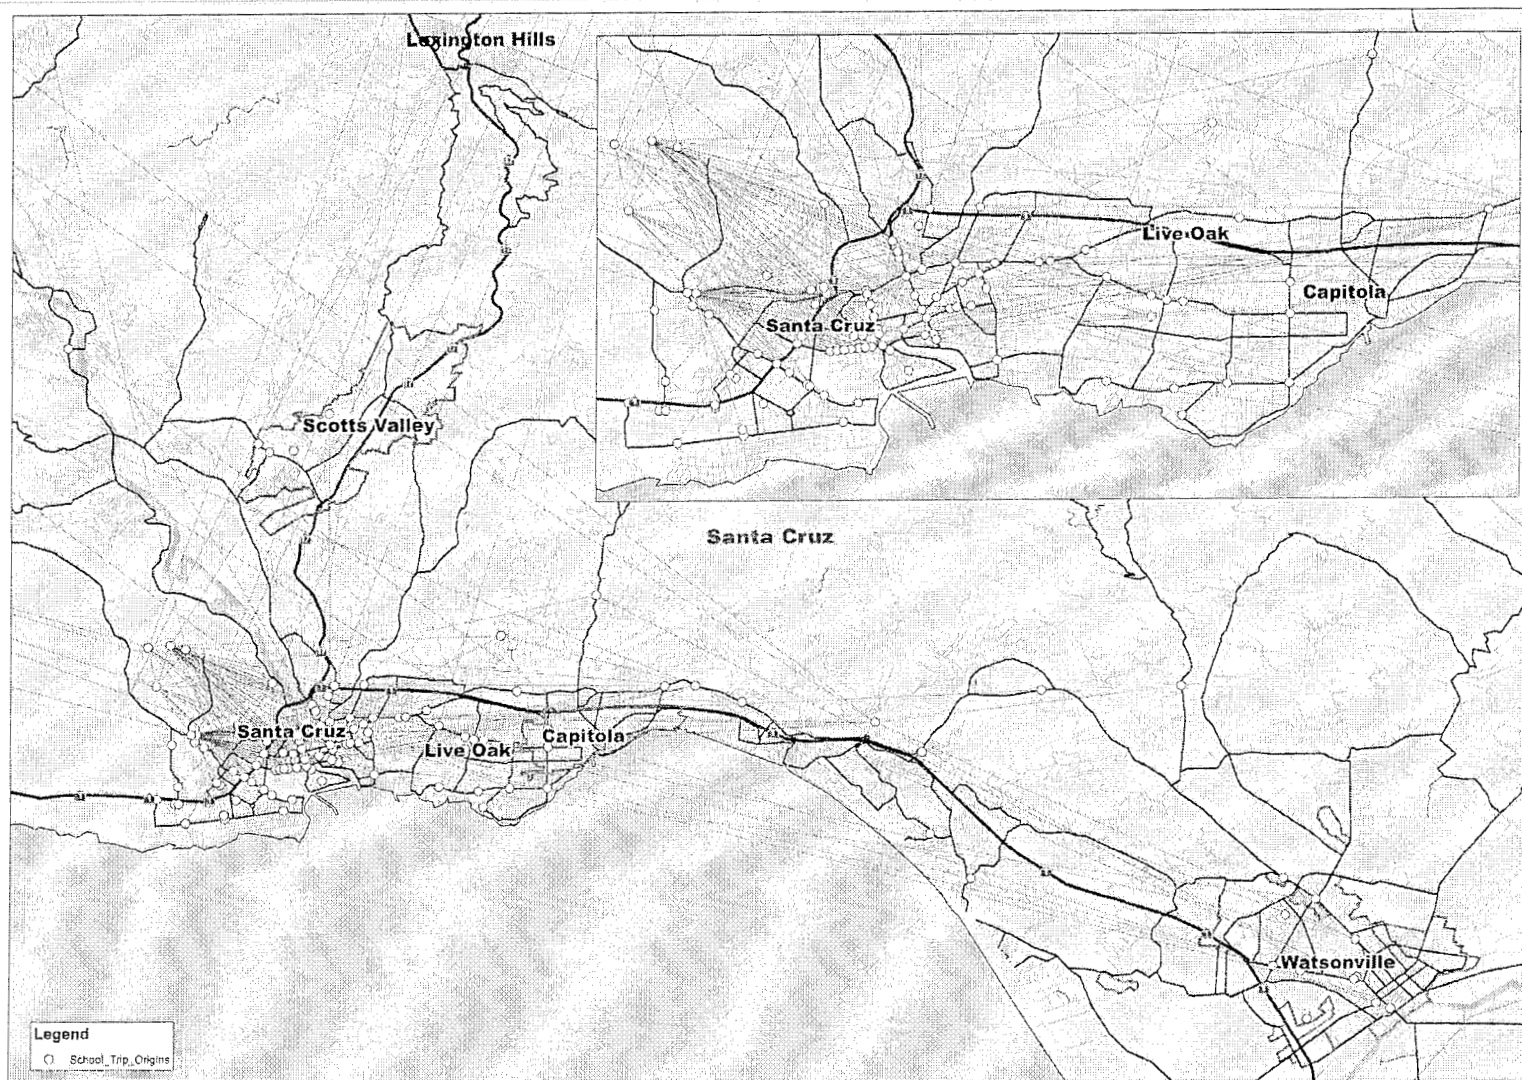 Lexington Hills
Live Oak
Capitola
Santa Cruz
Scotts Valley
Santa Cruz
Santa Cruz
Live Oak
Capitola
Watsonville
Legend
School_Trip_Origins